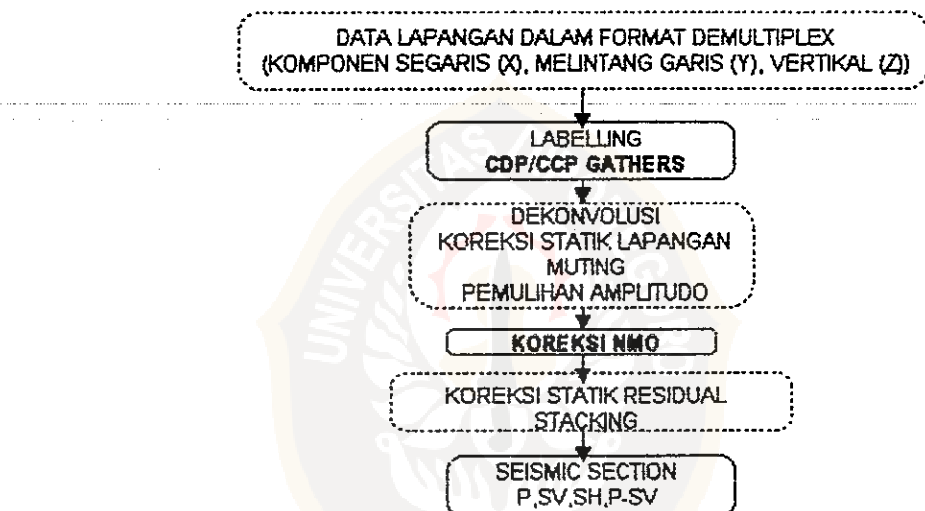 DATA LAPANGAN DALAM FORMAT DEMULTIPLEX
(KOMPONEN SEGARIS (X), MELINTANG GARIS (Y), VERTIKAL (Z))
LABELLING
CDP/CCP GATHERS
DEKONVOLUSI
KOREKSI STATIK LAPANGAN
MUTING
PEMULIHAN AMPLITUDO
KOREKSI NMO
KOREKSI STATIK RESIDUAL
STACKING
SEISMIC SECTION
P,SV,SH,P-SV
UNIVERSITAS